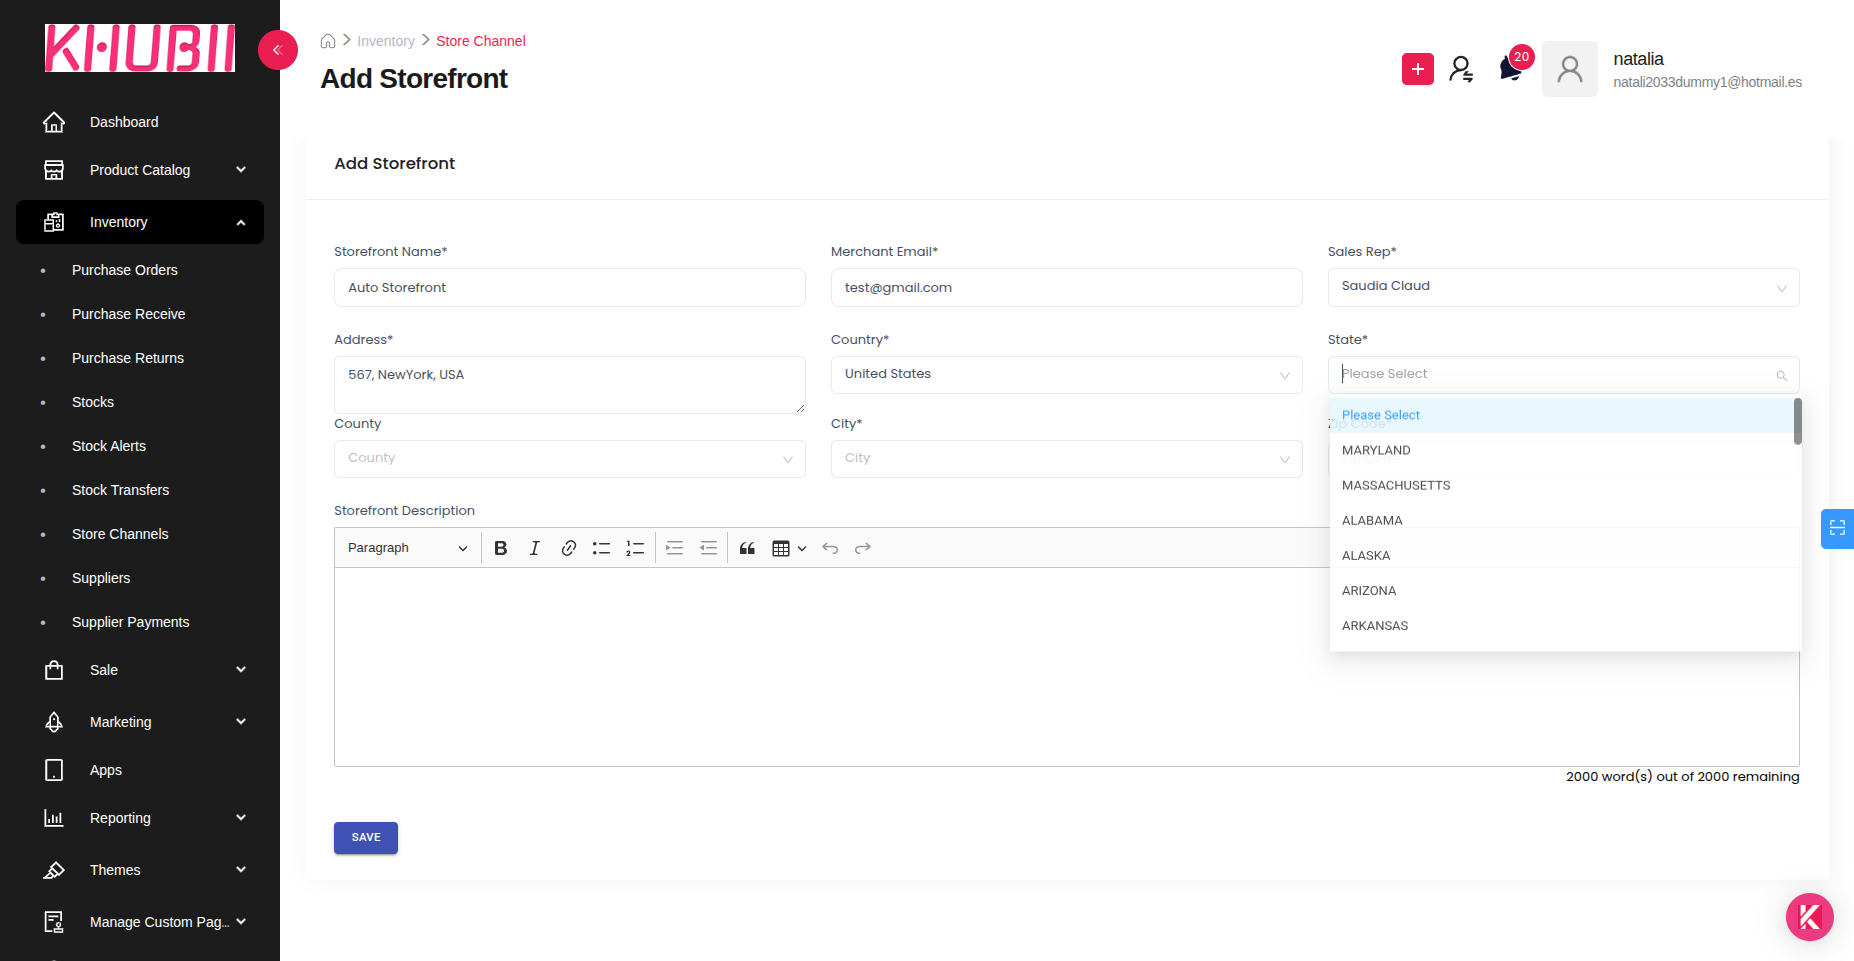 KHUBII
Dashboard
Product Catalog
Inventory
Purchase Orders
Purchase Receive
Purchase Returns
Stocks
Stock Alerts
Stock Transfers
Store Channels
Suppliers
Supplier Payments
Sale
Marketing
Apps
Reporting
Themes
Manage Custom Pag...
Inventory
Store Channel
Add Storefront
20
natalia
natali2033dummy1@hotmail.es
Add Storefront
Storefront Name*
Merchant Email*
Sales Rep*
Auto Storefront
test@gmail.com
Saudia Claud
Address*
Country*
State*
567, NewYork, USA
United States
Please Select
County
City*
Zip Code*
County
City
Please Select
MARYLAND
MASSACHUSETTS
ALABAMA
ALASKA
ARIZONA
ARKANSAS
Storefront Description
Paragraph
2000 word(s) out of 2000 remaining
SAVE